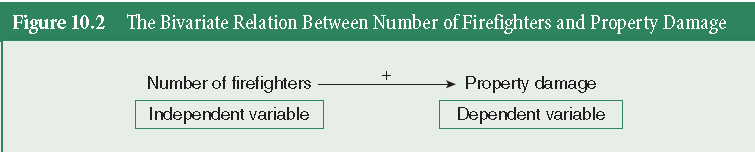 Figure 10.2 The Bivariate Relation Between Number of Firefighters and Property Damage
+
Number of firefighters Property damage
Independent variable Dependent variable